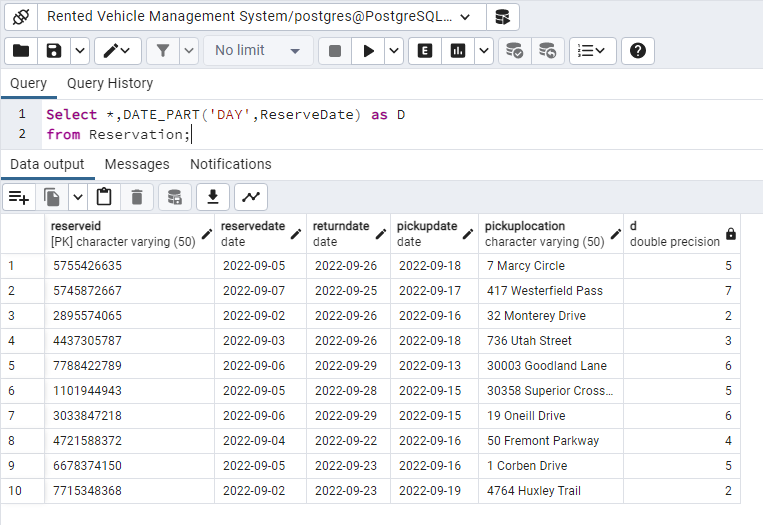 Rented Vehicle Management System/postgres@PostgreSQL...
No limit
E
?
Query Query History
1 Select *,DATE_PART('DAY',ReserveDate) as D
2 from Reservation;
Data output Messages Notifications
reserveid reservedate returndate pickupdate pickuplocation d
[PK] character varying (50) date date date character varying (50) double precision
1 5755426635 2022-09-05 2022-09-26 2022-09-18 7 Marcy Circle 5
2 5745872667 2022-09-07 2022-09-25 2022-09-17 417 Westerfield Pass 7
3 2895574065 2022-09-02 2022-09-26 2022-09-16 32 Monterey Drive 2
4 4437305787 2022-09-03 2022-09-26 2022-09-18 736 Utah Street 3
5 7788422789 2022-09-06 2022-09-29 2022-09-13 30003 Goodland Lane 6
6 1101944943 2022-09-05 2022-09-28 2022-09-15 30358 Superior Cross... 5
7 3033847218 2022-09-06 2022-09-29 2022-09-15 19 Oneill Drive 6
8 4721588372 2022-09-04 2022-09-22 2022-09-16 50 Fremont Parkway 4
9 6678374150 2022-09-05 2022-09-23 2022-09-16 1 Corben Drive 5
10 7715348368 2022-09-02 2022-09-23 2022-09-19 4764 Huxley Trail 2